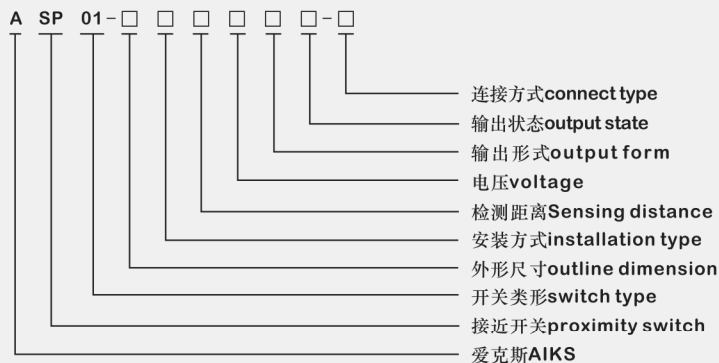 A SP 01-□ □ □ □ □ □-□
连接方式connect type
输出状态output state
输出形式output form
电压voltage
检测距离Sensing distance
安装方式installation type
外形尺寸outline dimension
开关类形switch type
接近开关proximity switch
爱克斯AIKS